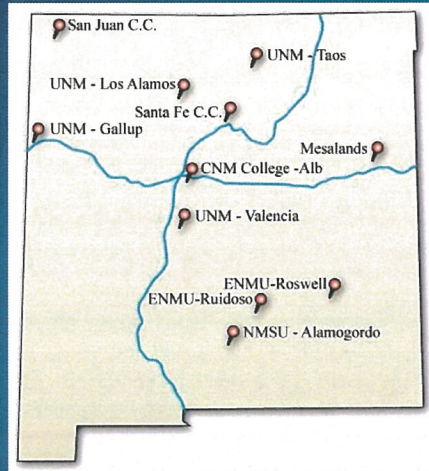 San Juan C.C.
UNM - Taos
UNM - Los Alamos
Santa Fe C.C.
UNM - Gallup
Mesalands
CNM College -Alb
UNM - Valencia
ENMU-Roswell
ENMU-Ruidoso
NMSU - Alamogordo